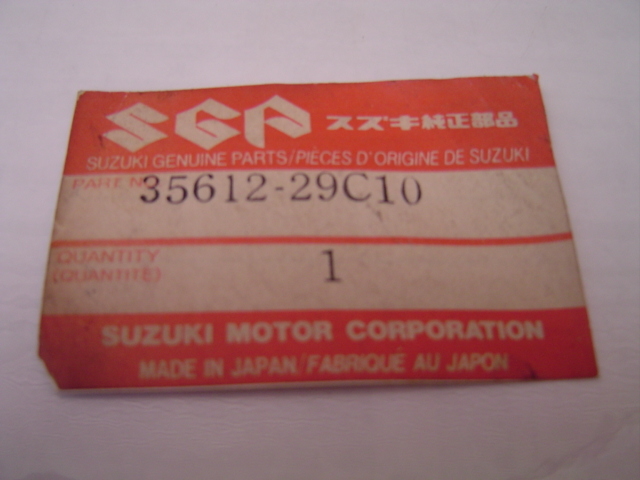 SGP スズキ純正部品
SUZUKI GENUINE PARTS/PIÈCES D'ORIGINE DE SUZUKI
PART NO. 35612-29C10
QUANTITY
(QUANTITÉ) 1
SUZUKI MOTOR CORPORATION
MADE IN JAPAN/FABRIQUÉ AU JAPON